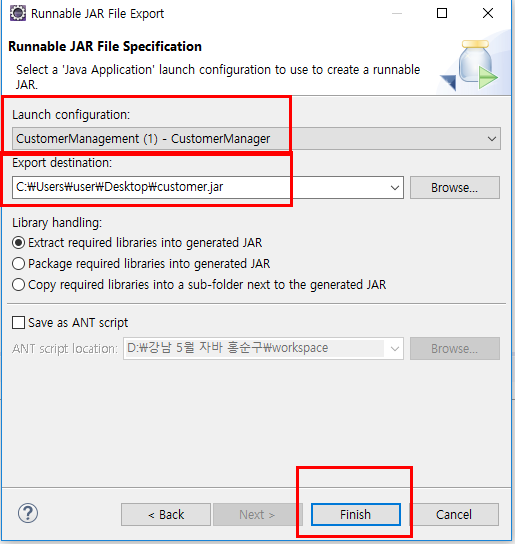 Runnable JAR File Export
Runnable JAR File Specification
Select a 'Java Application' launch configuration to use to create a runnable
JAR.
Launch configuration:
CustomerManagement (1) - CustomerManager
Export destination:
C:₩Users₩user₩Desktop₩customer.jar
Browse...
Library handling:
Extract required libraries into generated JAR
Package required libraries into generated JAR
Copy required libraries into a sub-folder next to the generated JAR
Save as ANT script
ANT script location:
D:₩강남 5월 자바 홍순구₩workspace
Browse...
?
< Back
Next >
Finish
Cancel